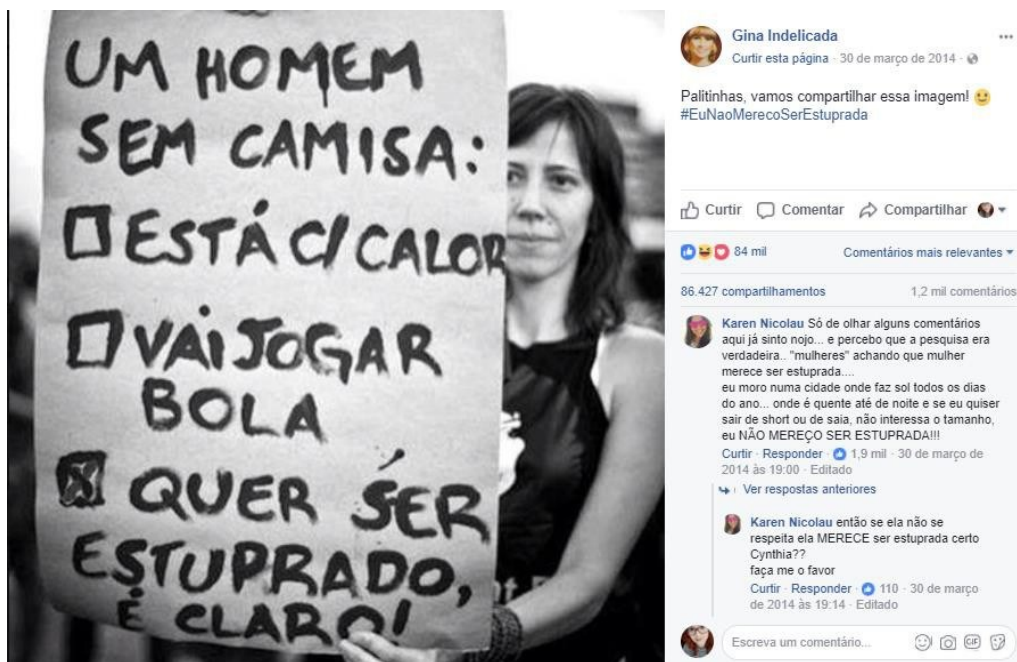 UM HOMEM
SEM CAMISA:
ESTÁ C/ CALOR
VAI JOGAR
BOLA
QUER SER
ESTUPRADO,
É CLARO!
Gina Indelicada
Curtir esta página · 30 de março de 2014 ·
Palitinhas, vamos compartilhar essa imagem!
#EuNaoMerecoSerEstuprada
Curtir Comentar Compartilhar
84 mil Comentários mais relevantes
86.427 compartilhamentos 1,2 mil comentários
Karen Nicolau Só de olhar alguns comentários
aqui já sinto nojo... e percebo que a pesquisa era
verdadeira.. "mulheres" achando que mulher
merece ser estuprada....
eu moro numa cidade onde faz sol todos os dias
do ano... onde é quente até de noite e se eu quiser
sair de short ou de saia, não interessa o tamanho,
eu NÃO MEREÇO SER ESTUPRADA!!!
Curtir · Responder · 1,9 mil · 30 de março de
2014 às 19:00 · Editado
Ver respostas anteriores
Karen Nicolau então se ela não se
respeita ela MERECE ser estuprada certo
Cynthia??
faça me o favor
Curtir · Responder · 110 · 30 de março
de 2014 às 19:14 · Editado
Escreva um comentário... GIF